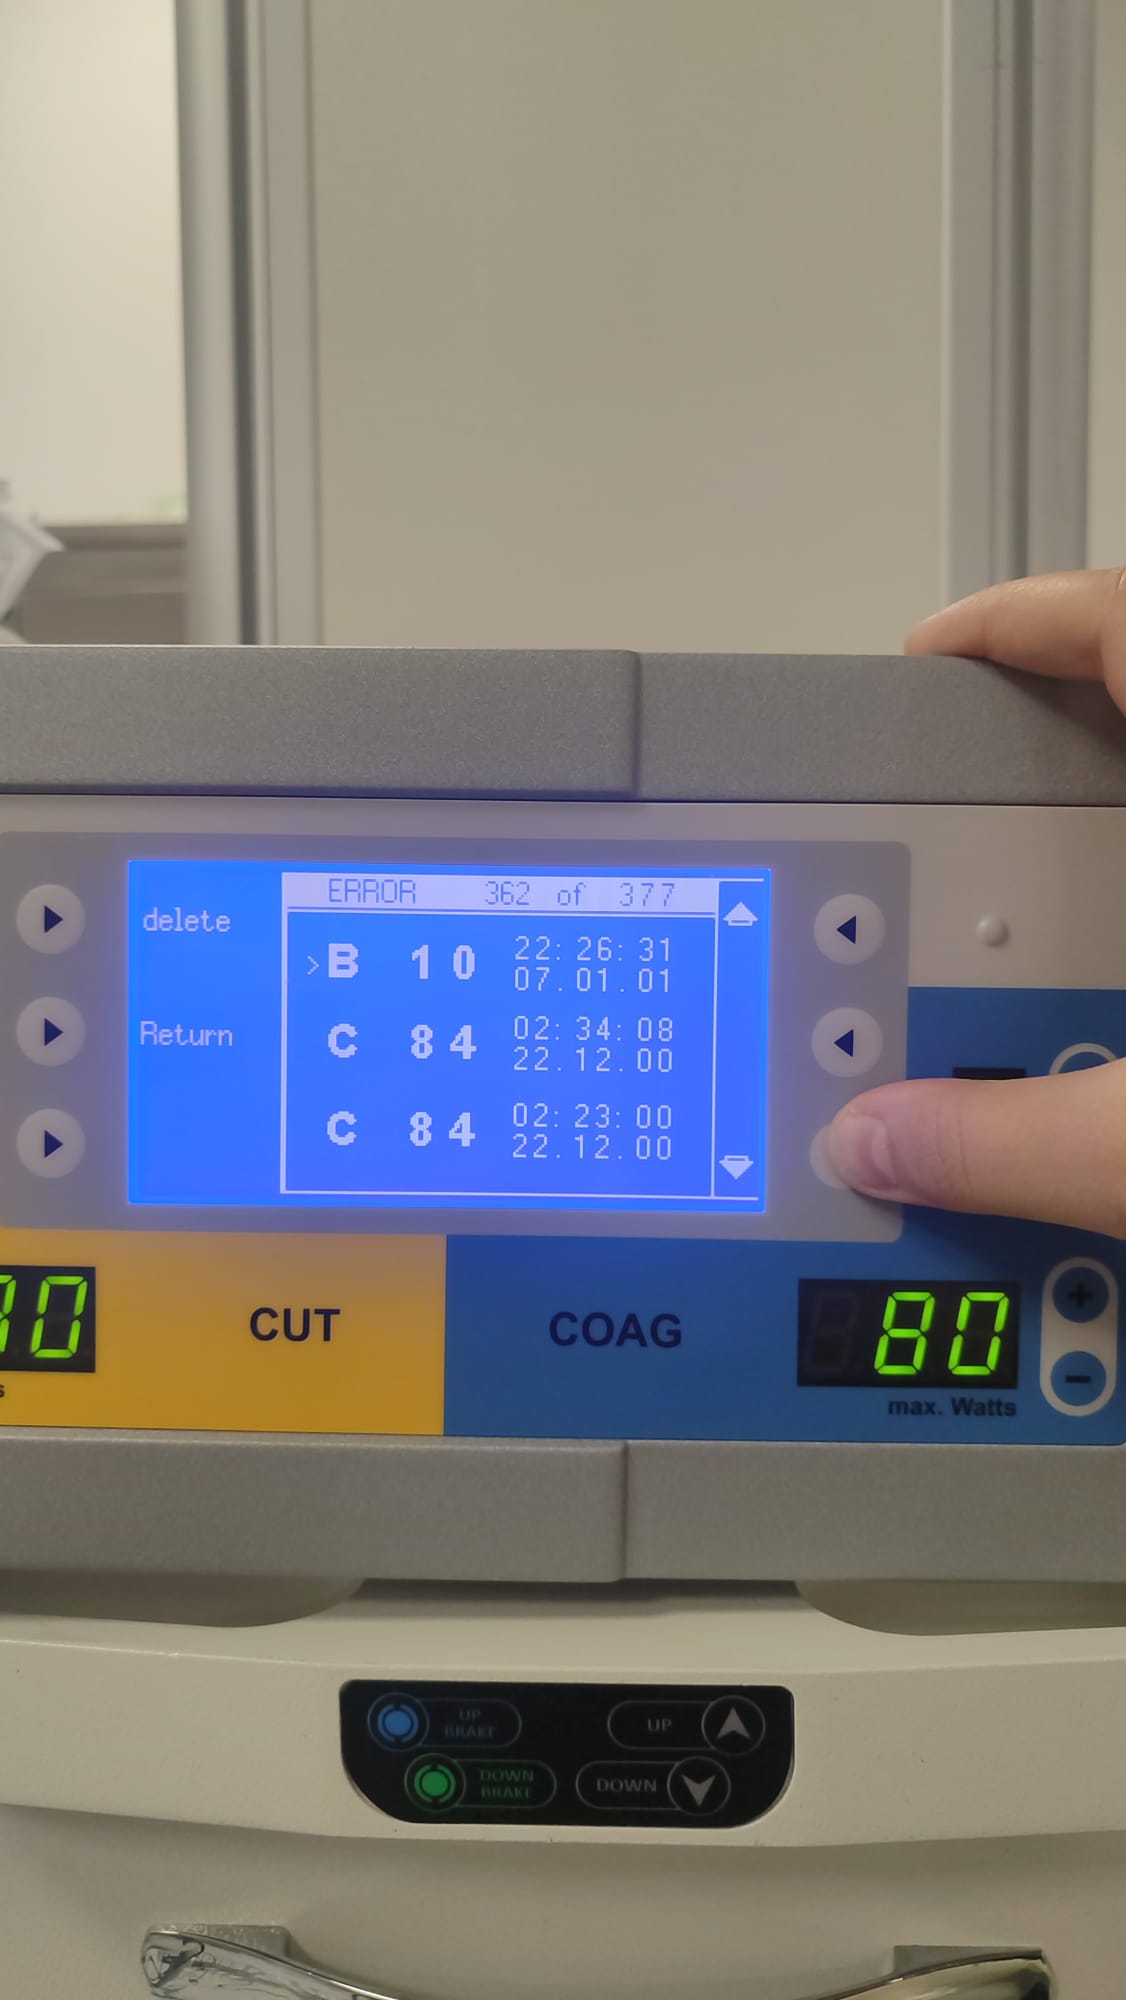 ERROR 362 of 377
delete
>B 10 22:26:31
07.01.01
Return
C 84 02:34:08
22.12.00
C 84 02:23:00
22.12.00
CUT
COAG
80
+
-
max. Watts
UP BRAKE
UP
DOWN BRAKE
DOWN